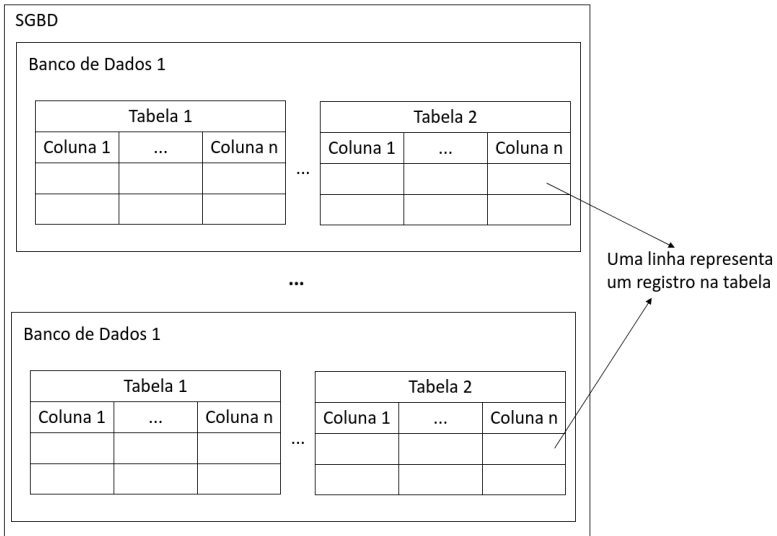 SGBD
Banco de Dados 1
Tabela 1
Coluna 1 ... Coluna n
...
Tabela 2
Coluna 1 ... Coluna n
...
Banco de Dados 1
Tabela 1
Coluna 1 ... Coluna n
...
Tabela 2
Coluna 1 ... Coluna n
Uma linha representa
um registro na tabela